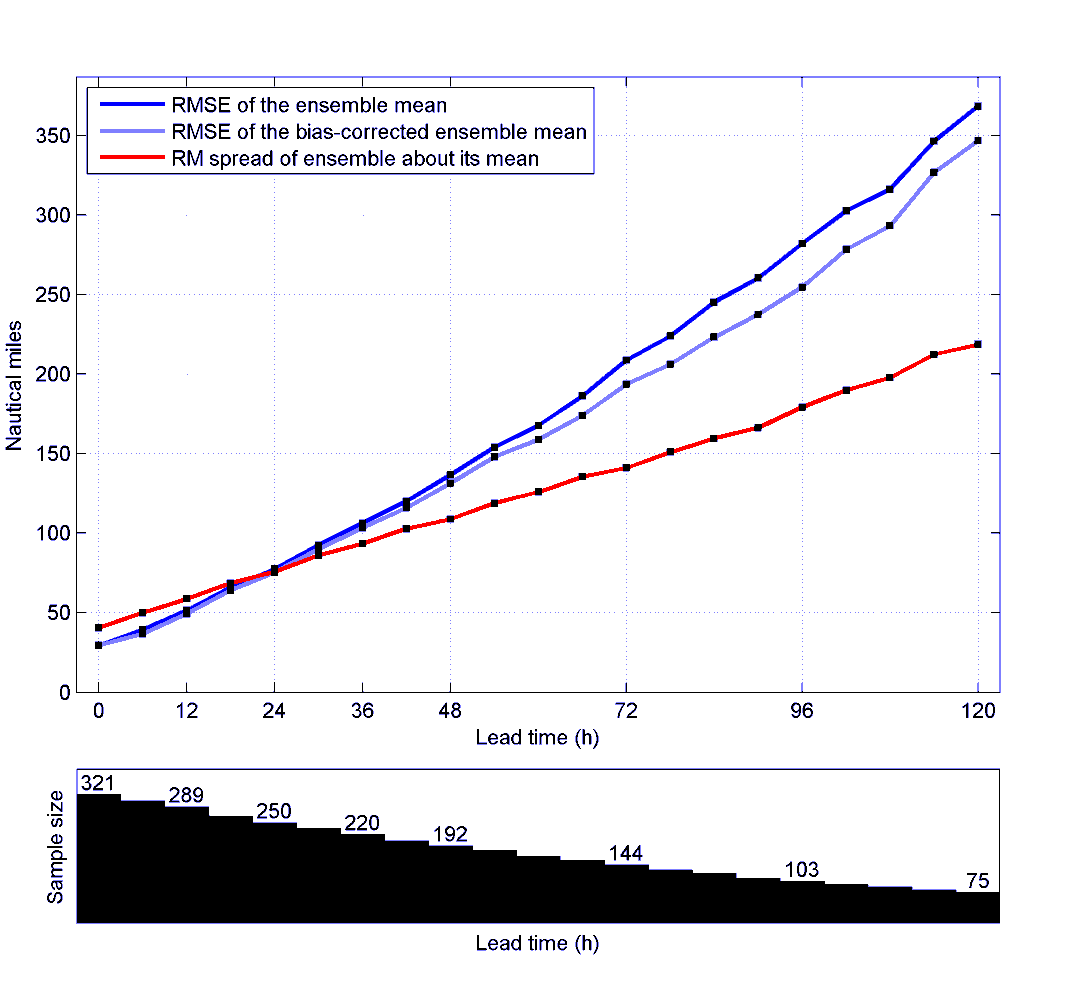 RMSE of the ensemble mean
RMSE of the bias-corrected ensemble mean
RM spread of ensemble about its mean
350
300
250
200
150
100
50
0
Nautical miles
0 12 24 36 48 72 96 120
Lead time (h)
321 289 250 220 192 144 103 75
Sample size
Lead time (h)